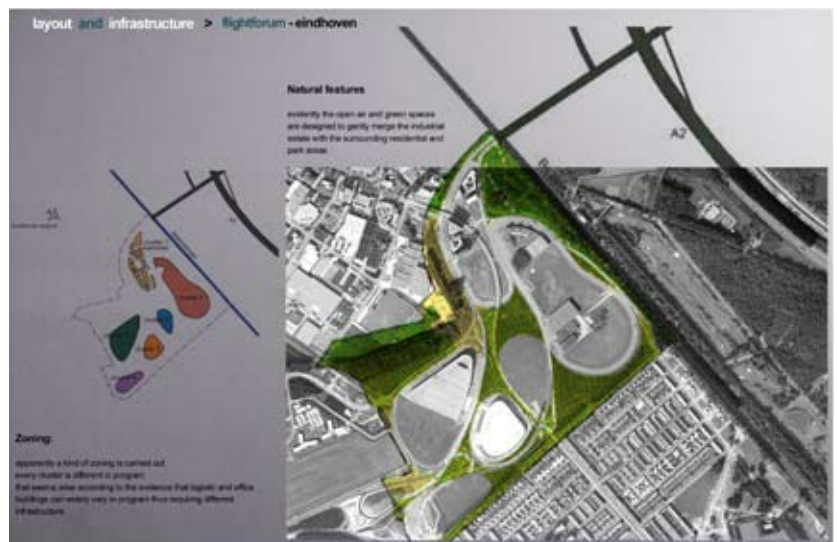 layout and infrastructure > flightforum - eindhoven
Natural features
evidently the open air and green spaces
are designed to gently merge the industrial
estate with the surrounding residential and
park areas
A2
Zoning:
apparently a kind of zoning is carried out
every cluster is different in program
that seems wise according to the evidence that logistic and office
buildings can widely vary in program thus requiring different
infrastructure